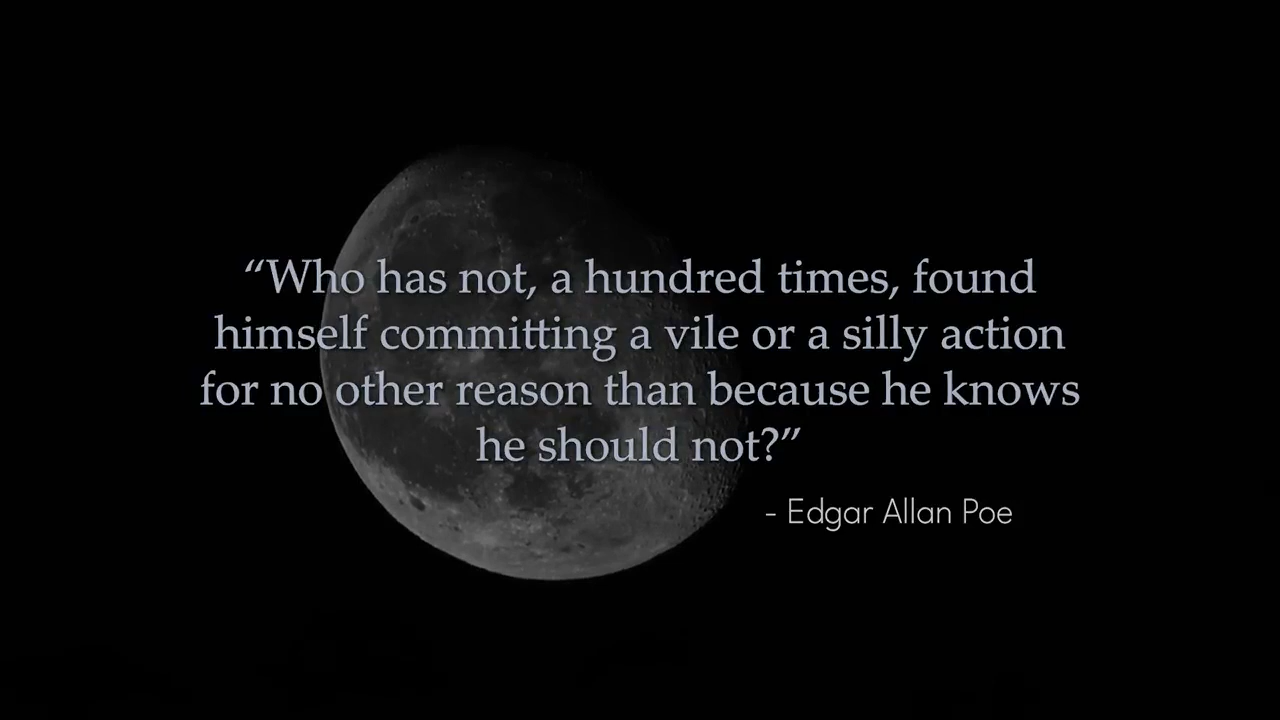 “Who has not, a hundred times, found
himself committing a vile or a silly action
for no other reason than because he knows
he should not?”
- Edgar Allan Poe